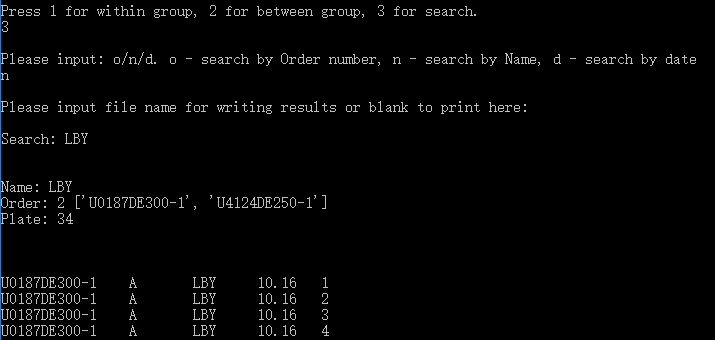 Press 1 for within group, 2 for between group, 3 for search.
3
Please input: o/n/d. o - search by Order number, n - search by Name, d - search by date
n
Please input file name for writing results or blank to print here:
Search: LBY
Name: LBY
Order: 2 ['U0187DE300-1', 'U4124DE250-1']
Plate: 34
U0187DE300-1 A LBY 10.16 1
U0187DE300-1 A LBY 10.16 2
U0187DE300-1 A LBY 10.16 3
U0187DE300-1 A LBY 10.16 4